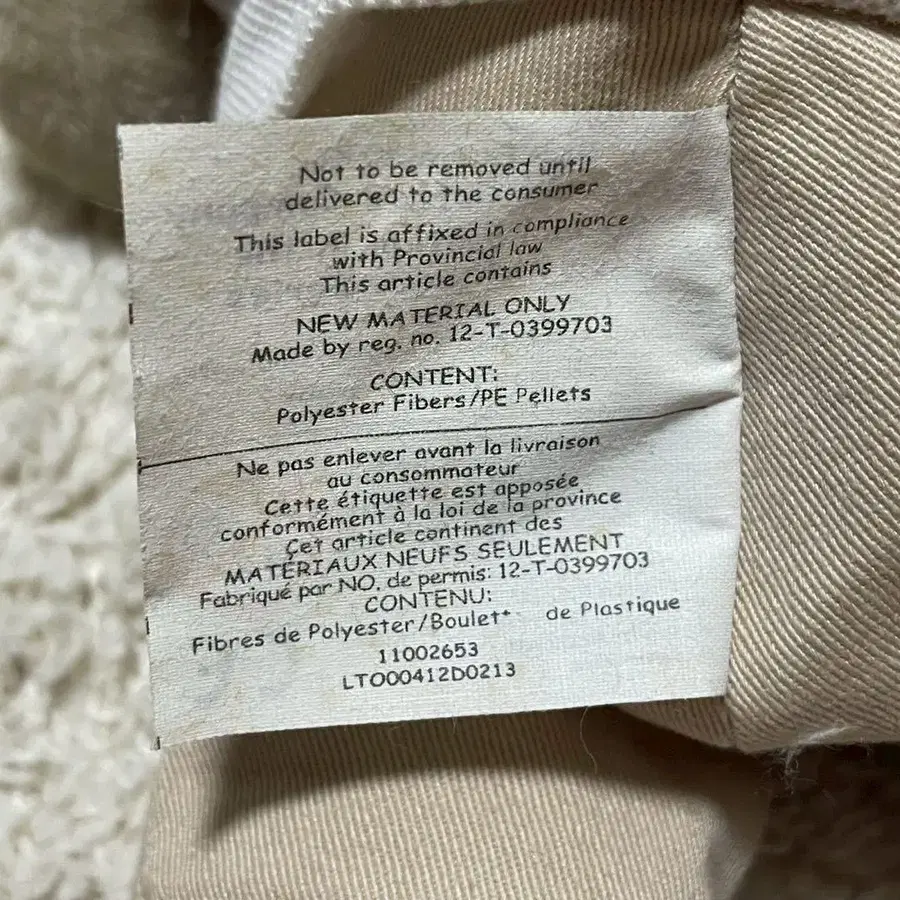 Not to be removed until
delivered to the consumer
This label is affixed in compliance
with Provincial law
This article contains
NEW MATERIAL ONLY
Made by reg. no. 12-T-0399703
CONTENT:
Polyester Fibers/PE Pellets
Ne pas enlever avant la livraison
au consommateur
Cette étiquette est apposée
conformément à la loi de la province
Cet article continent des
MATÉRIAUX NEUFS SEULEMENT
Fabriqué par NO. de permis: 12-T-0399703
CONTENU:
Fibres de Polyester/Boulet de Plastique
11002653
LTO00412D0213